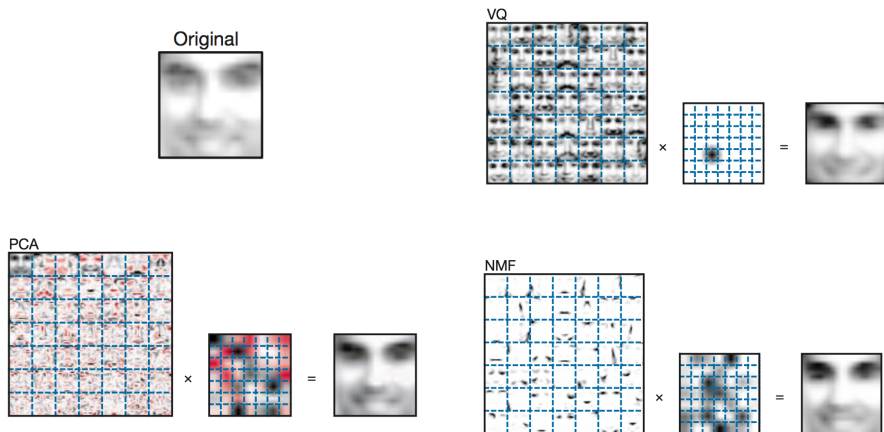 Original
VQ
×
=
PCA
×
=
NMF
×
=